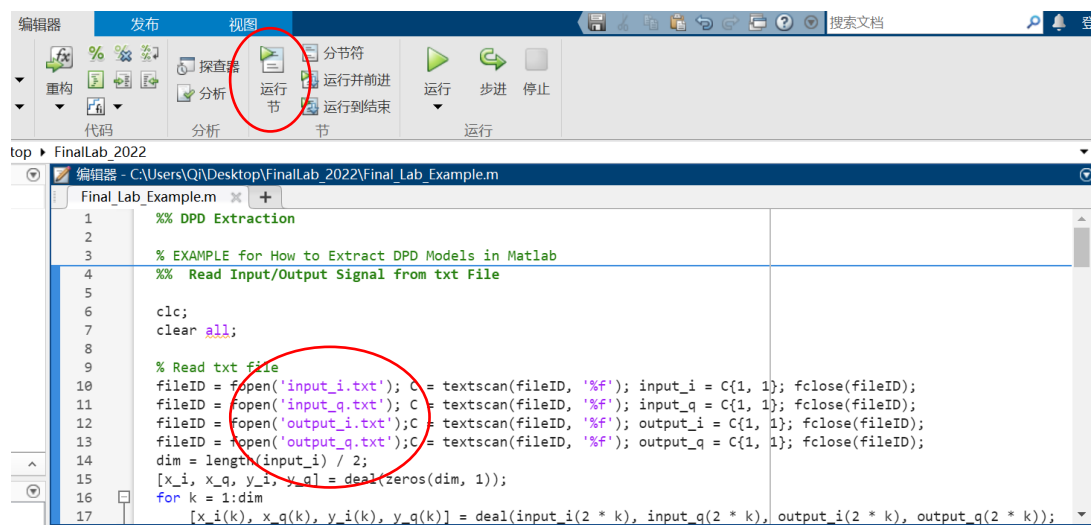 编辑器 发布 视图 搜索文档 登
fx 重构 代码
探查器
分析
分析
运行节
分节符
运行并前进
运行到结束
节
运行 步进 停止
运行
top FinalLab_2022
编辑器 - C:\Users\Qi\Desktop\FinalLab_2022\Final_Lab_Example.m
Final_Lab_Example.m × +
1 %% DPD Extraction
2
3 % EXAMPLE for How to Extract DPD Models in Matlab
4 %% Read Input/Output Signal from txt File
5
6 clc;
7 clear all;
8
9 % Read txt file
10 fileID = fopen('input_i.txt'); C = textscan(fileID, '%f'); input_i = C{1, 1}; fclose(fileID);
11 fileID = fopen('input_q.txt'); C = textscan(fileID, '%f'); input_q = C{1, 1}; fclose(fileID);
12 fileID = fopen('output_i.txt');C = textscan(fileID, '%f'); output_i = C{1, 1}; fclose(fileID);
13 fileID = fopen('output_q.txt');C = textscan(fileID, '%f'); output_q = C{1, 1}; fclose(fileID);
14 dim = length(input_i) / 2;
15 [x_i, x_q, y_i, y_q] = deal(zeros(dim, 1));
16 for k = 1:dim
17 [x_i(k), x_q(k), y_i(k), y_q(k)] = deal(input_i(2 * k), input_q(2 * k), output_i(2 * k), output_q(2 * k));